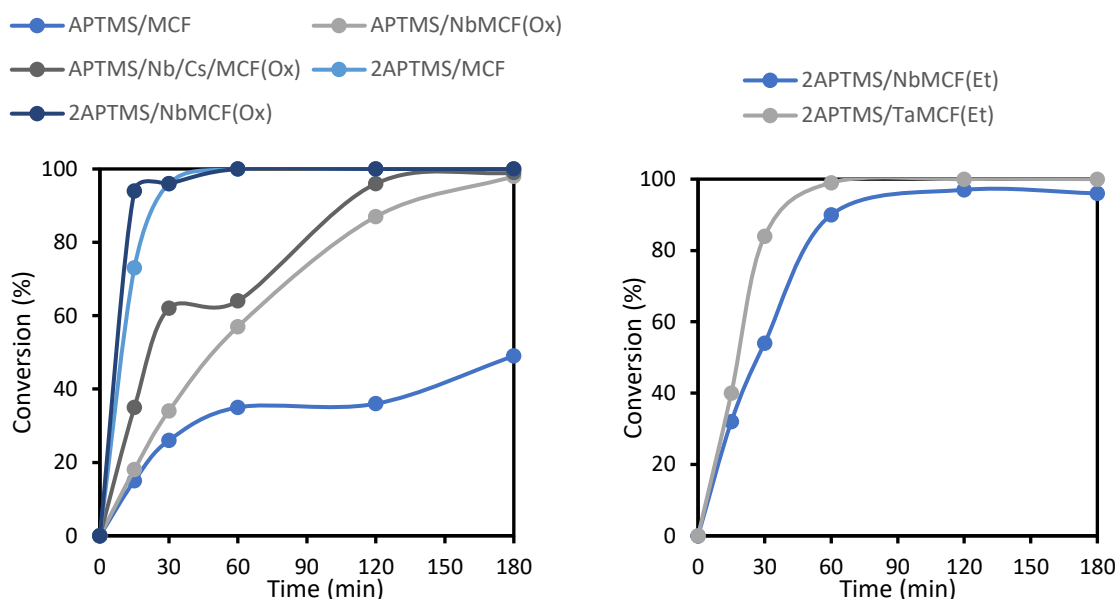 APTMS/MCF
APTMS/NbMCF(Ox)
APTMS/Nb/Cs/MCF(Ox)
2APTMS/MCF
2APTMS/NbMCF(Ox)
100
80
60
40
20
0
Conversion (%)
0 30 60 90 120 150 180
Time (min)
2APTMS/NbMCF(Et)
2APTMS/TaMCF(Et)
100
80
60
40
20
0
Conversion (%)
0 30 60 90 120 150 180
Time (min)